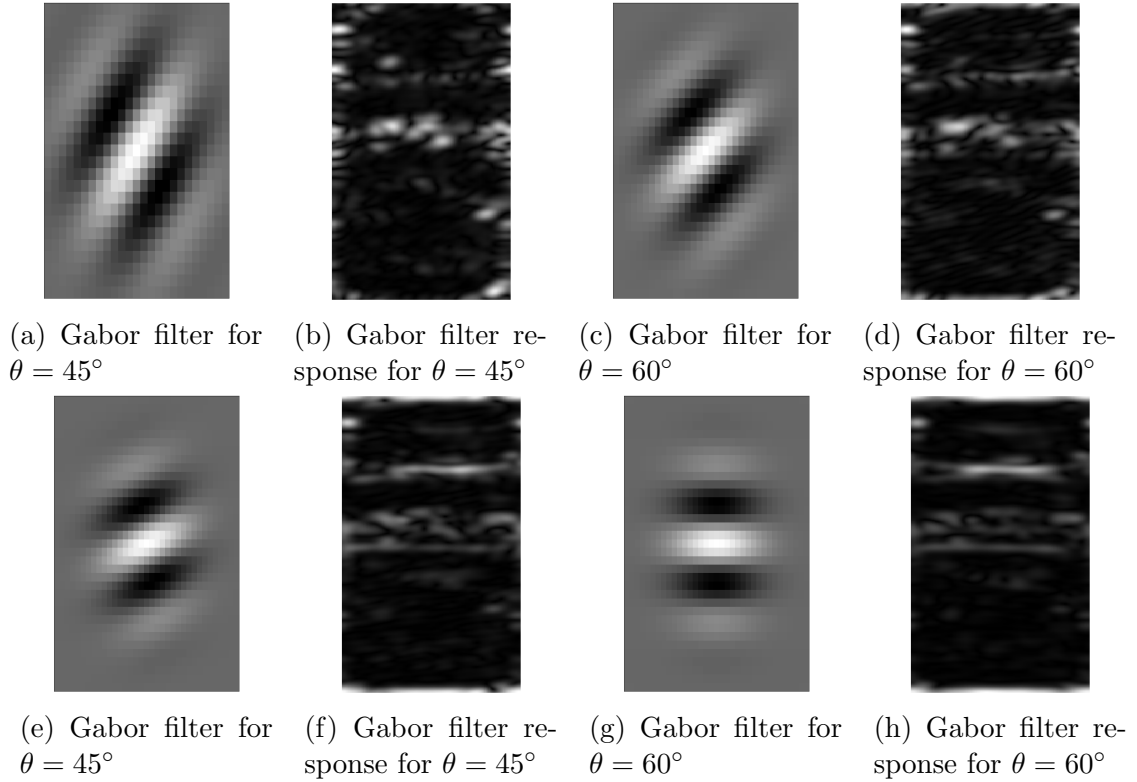 (a) Gabor filter for
θ = 45°
(b) Gabor filter re-
sponse for θ = 45°
(c) Gabor filter for
θ = 60°
(d) Gabor filter re-
sponse for θ = 60°
(e) Gabor filter for
θ = 45°
(f) Gabor filter re-
sponse for θ = 45°
(g) Gabor filter for
θ = 60°
(h) Gabor filter re-
sponse for θ = 60°